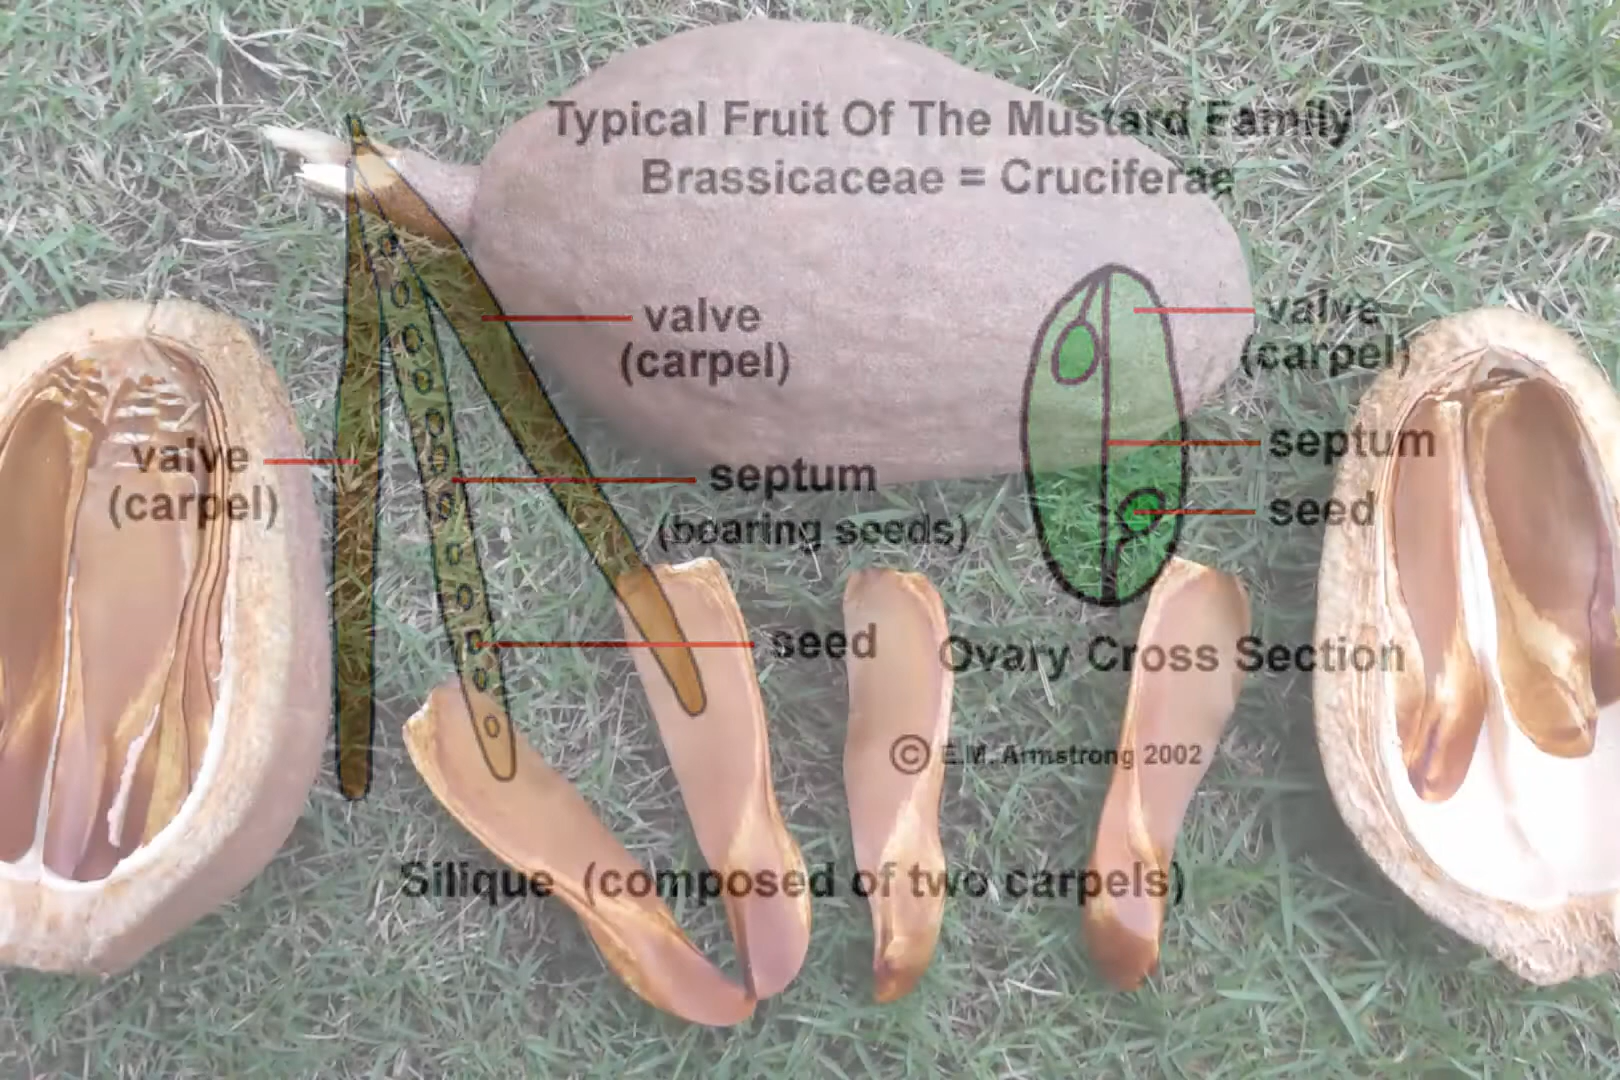 Typical Fruit Of The Mustard Family
Brassicaceae = Cruciferae
valve
(carpel)
valve
(carpel)
valve
(carpel)
septum
septum
(bearing seeds)
seed
seed
Ovary Cross Section
© E.M. Armstrong 2002
Silique (composed of two carpels)